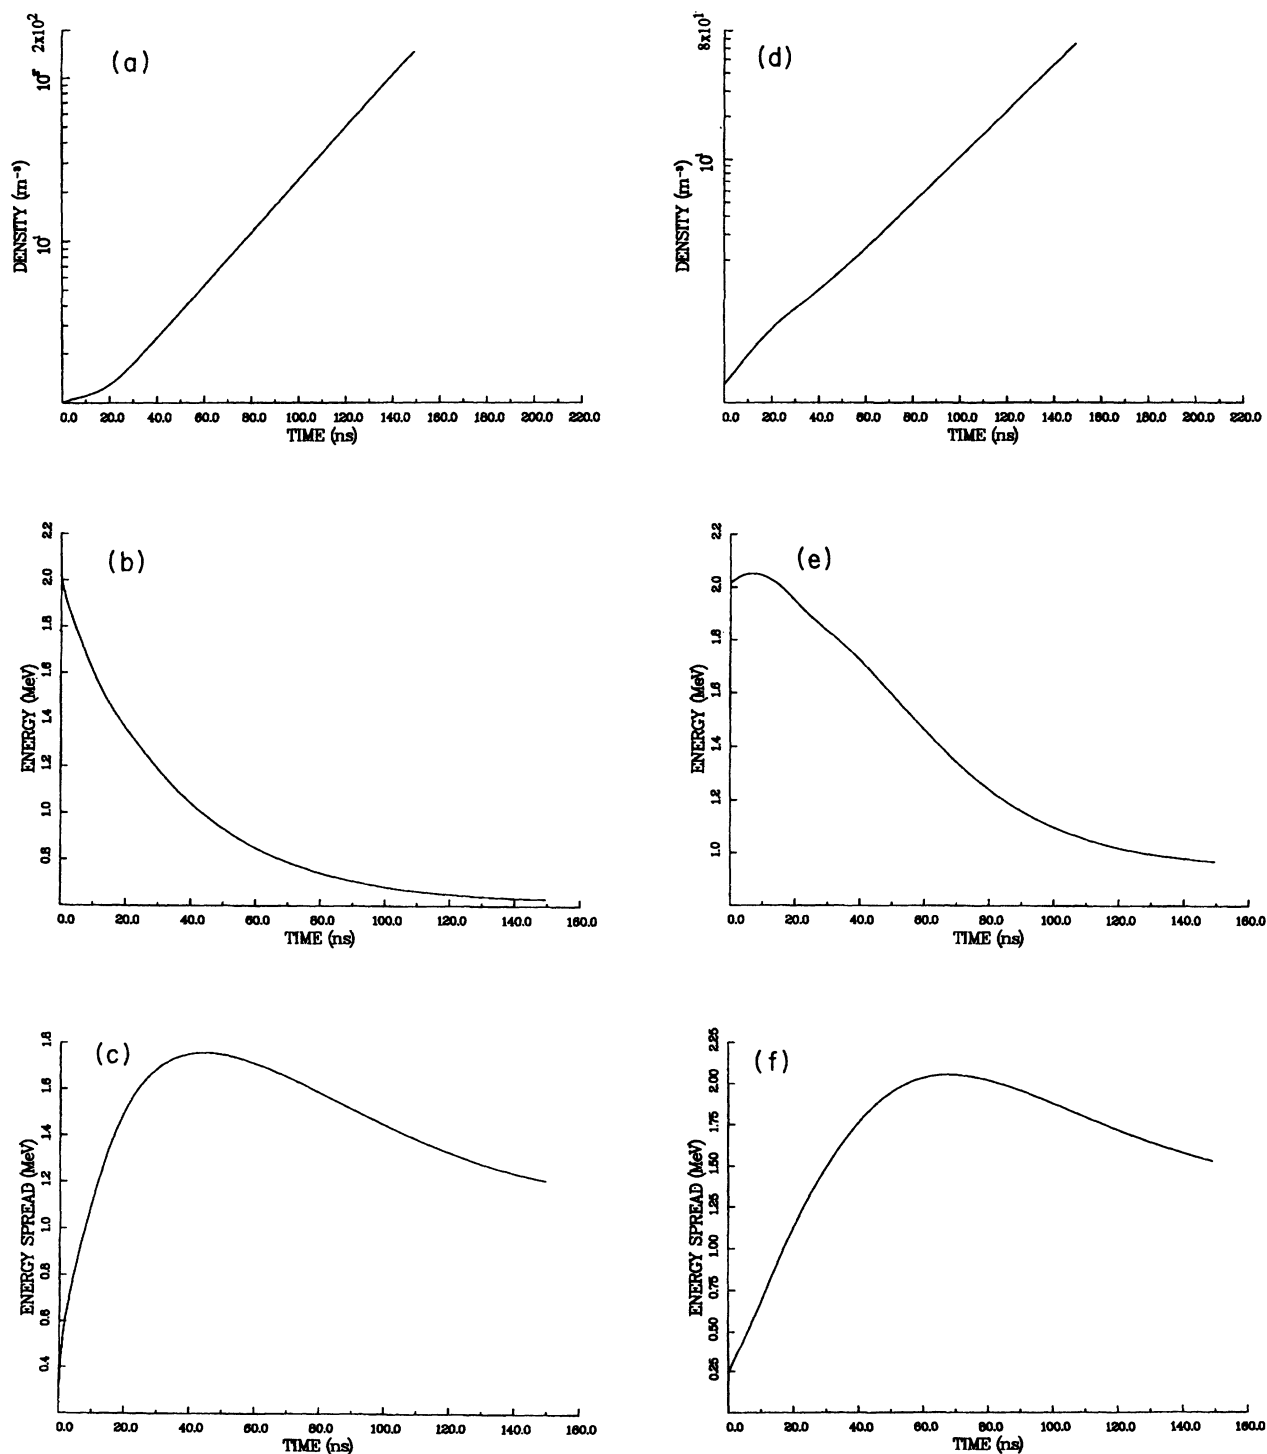 (a)
2x10²
10²
10¹
DENSITY (m⁻³)
0.0 20.0 40.0 60.0 80.0 100.0 120.0 140.0 160.0 180.0 200.0 220.0
TIME (ns)
(d)
8x10¹
10¹
DENSITY (m⁻³)
0.0 20.0 40.0 60.0 80.0 100.0 120.0 140.0 160.0 180.0 200.0 220.0
TIME (ns)
(b)
2.2
2.0
1.8
1.6
1.4
1.2
1.0
0.8
ENERGY (MeV)
0.0 20.0 40.0 60.0 80.0 100.0 120.0 140.0 160.0
TIME (ns)
(e)
2.2
2.0
1.8
1.6
1.4
1.2
1.0
ENERGY (MeV)
0.0 20.0 40.0 60.0 80.0 100.0 120.0 140.0 160.0
TIME (ns)
(c)
1.8
1.6
1.4
1.2
1.0
0.8
0.6
0.4
ENERGY SPREAD (MeV)
0.0 20.0 40.0 60.0 80.0 100.0 120.0 140.0 160.0
TIME (ns)
(f)
2.25
2.00
1.75
1.50
1.25
1.00
0.75
0.50
0.25
ENERGY SPREAD (MeV)
0.0 20.0 40.0 60.0 80.0 100.0 120.0 140.0 160.0
TIME (ns)